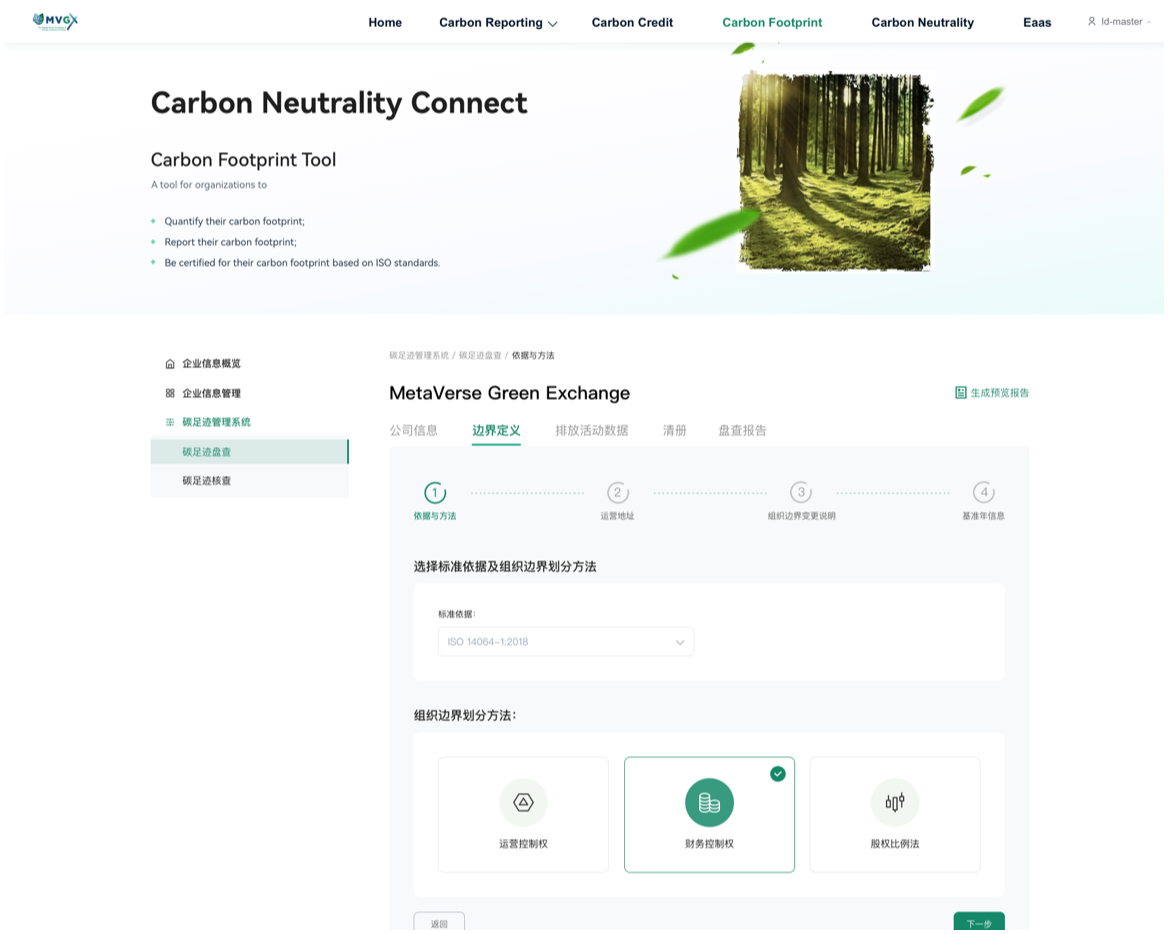 MVGX
Home Carbon Reporting Carbon Credit Carbon Footprint Carbon Neutrality Eaas ld-master
Carbon Neutrality Connect
Carbon Footprint Tool
A tool for organizations to
Quantify their carbon footprint;
Report their carbon footprint;
Be certified for their carbon footprint based on ISO standards.
企业信息概览
企业信息管理
碳足迹管理系统
碳足迹盘查
碳足迹核查
碳足迹管理系统 / 碳足迹盘查 / 依据与方法
MetaVerse Green Exchange
生成预览报告
公司信息 边界定义 排放活动数据 清册 盘查报告
1 2 3 4
依据与方法 运营地址 组织边界变更说明 基准年信息
选择标准依据及组织边界划分方法
标准依据:
ISO 14064-1:2018
组织边界划分方法:
运营控制权 财务控制权 股权比例法
返回 下一步